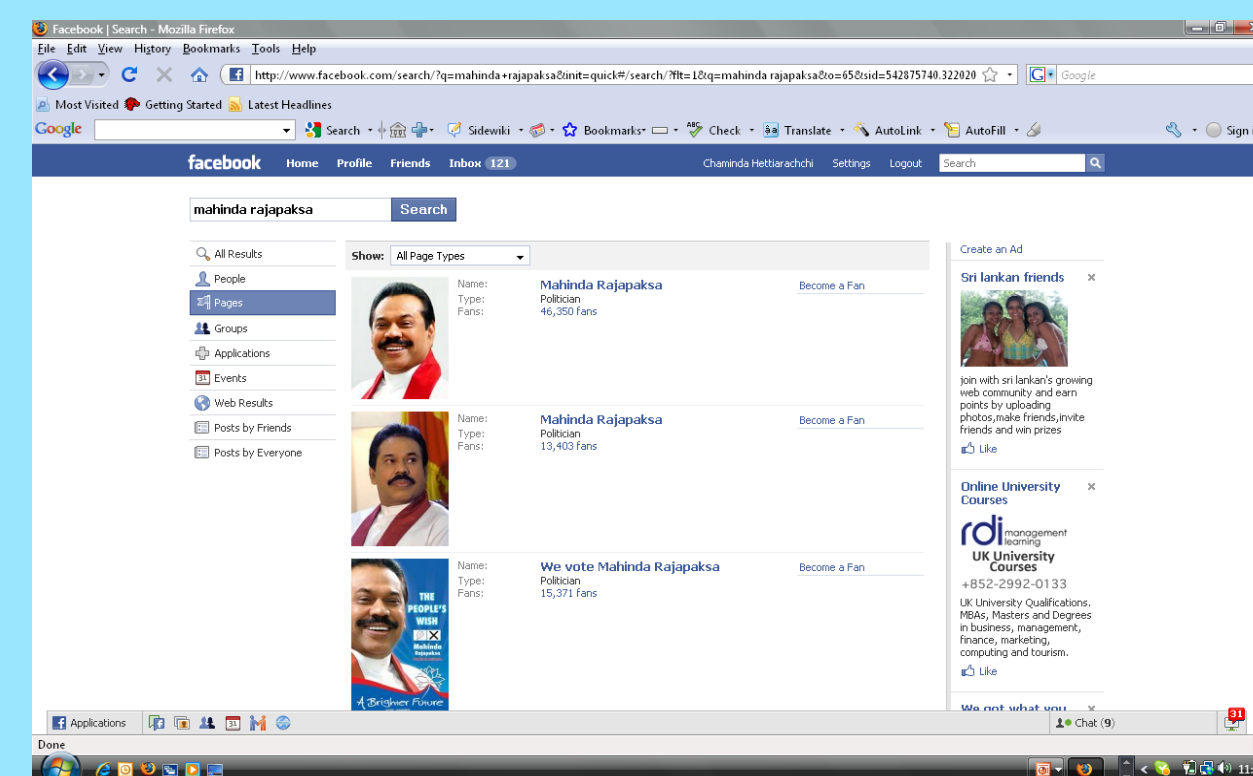 Facebook | Search - Mozilla Firefox
File Edit View History Bookmarks Tools Help
http://www.facebook.com/search/?q=mahinda+rajapaksa&init=quick#/search/?flt=1&q=mahinda rajapaksa&o=65&sid=542875740.322020
Google
Most Visited Getting Started Latest Headlines
Google Search Sidewiki Bookmarks Check Translate AutoLink AutoFill Sign
facebook Home Profile Friends Inbox 121 Chaminda Hettiarachchi Settings Logout Search
mahinda rajapaksa Search
All Results
People
Pages
Groups
Applications
31 Events
Web Results
Posts by Friends
Posts by Everyone
Show: All Page Types
Name: Mahinda Rajapaksa Become a Fan
Type: Politician
Fans: 46,350 fans
Name: Mahinda Rajapaksa Become a Fan
Type: Politician
Fans: 13,403 fans
THE
PEOPLE'S
WISH
Mahinda
Rajapaksa
A Brighter Future
Name: We vote Mahinda Rajapaksa Become a Fan
Type: Politician
Fans: 15,371 fans
Create an Ad
Sri lankan friends
join with sri lankan's growing
web community and earn
points by uploading
photos,make friends,invite
friends and win prizes
Like
Online University
Courses
rdi management
learning
UK University
Courses
+852-2992-0133
UK University Qualifications.
MBAs, Masters and Degrees
in business, management,
finance, marketing,
computing and tourism.
Like
We got what you
Applications 31 Chat (9) 31
Done
11: